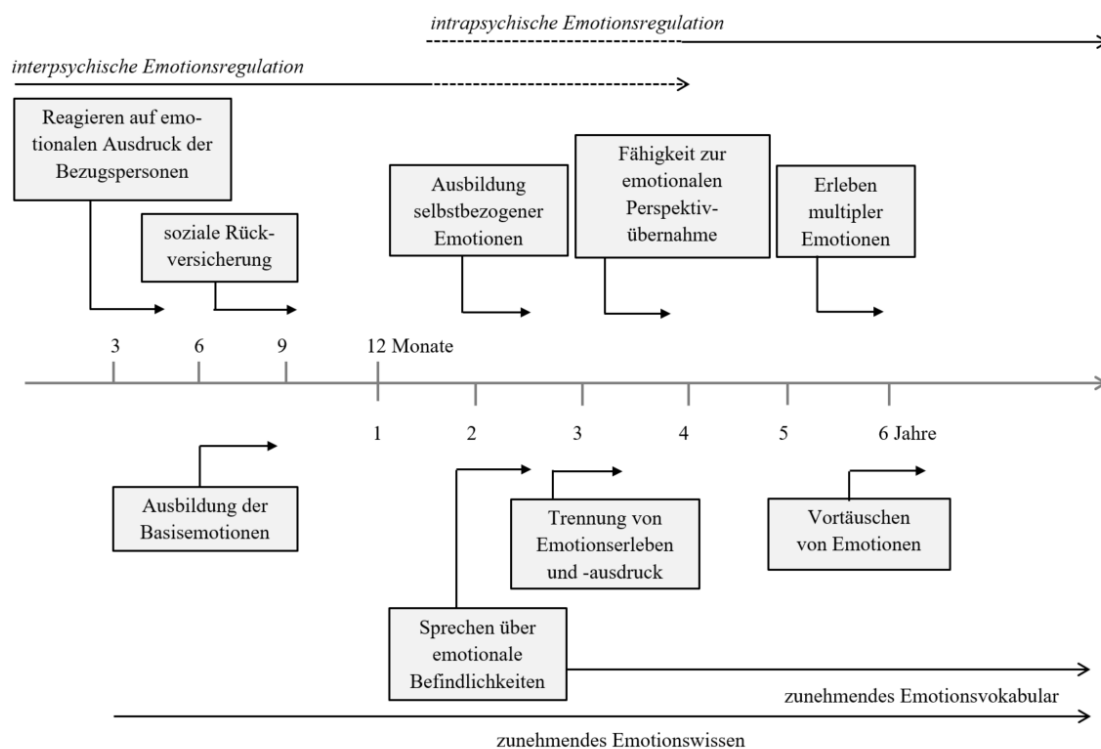 intrapsychische Emotionsregulation
interpsychische Emotionsregulation
Reagieren auf emo-
tionalen Ausdruck der
Bezugspersonen
soziale Rück-
versicherung
Ausbildung
selbstbezogener
Emotionen
Fähigkeit zur
emotionalen
Perspektiv-
übernahme
Erleben
multipler
Emotionen
3 6 9 12 Monate
1 2 3 4 5 6 Jahre
Ausbildung der
Basisemotionen
Trennung von
Emotionserleben
und -ausdruck
Vortäuschen
von Emotionen
Sprechen über
emotionale
Befindlichkeiten
zunehmendes Emotionsvokabular
zunehmendes Emotionswissen